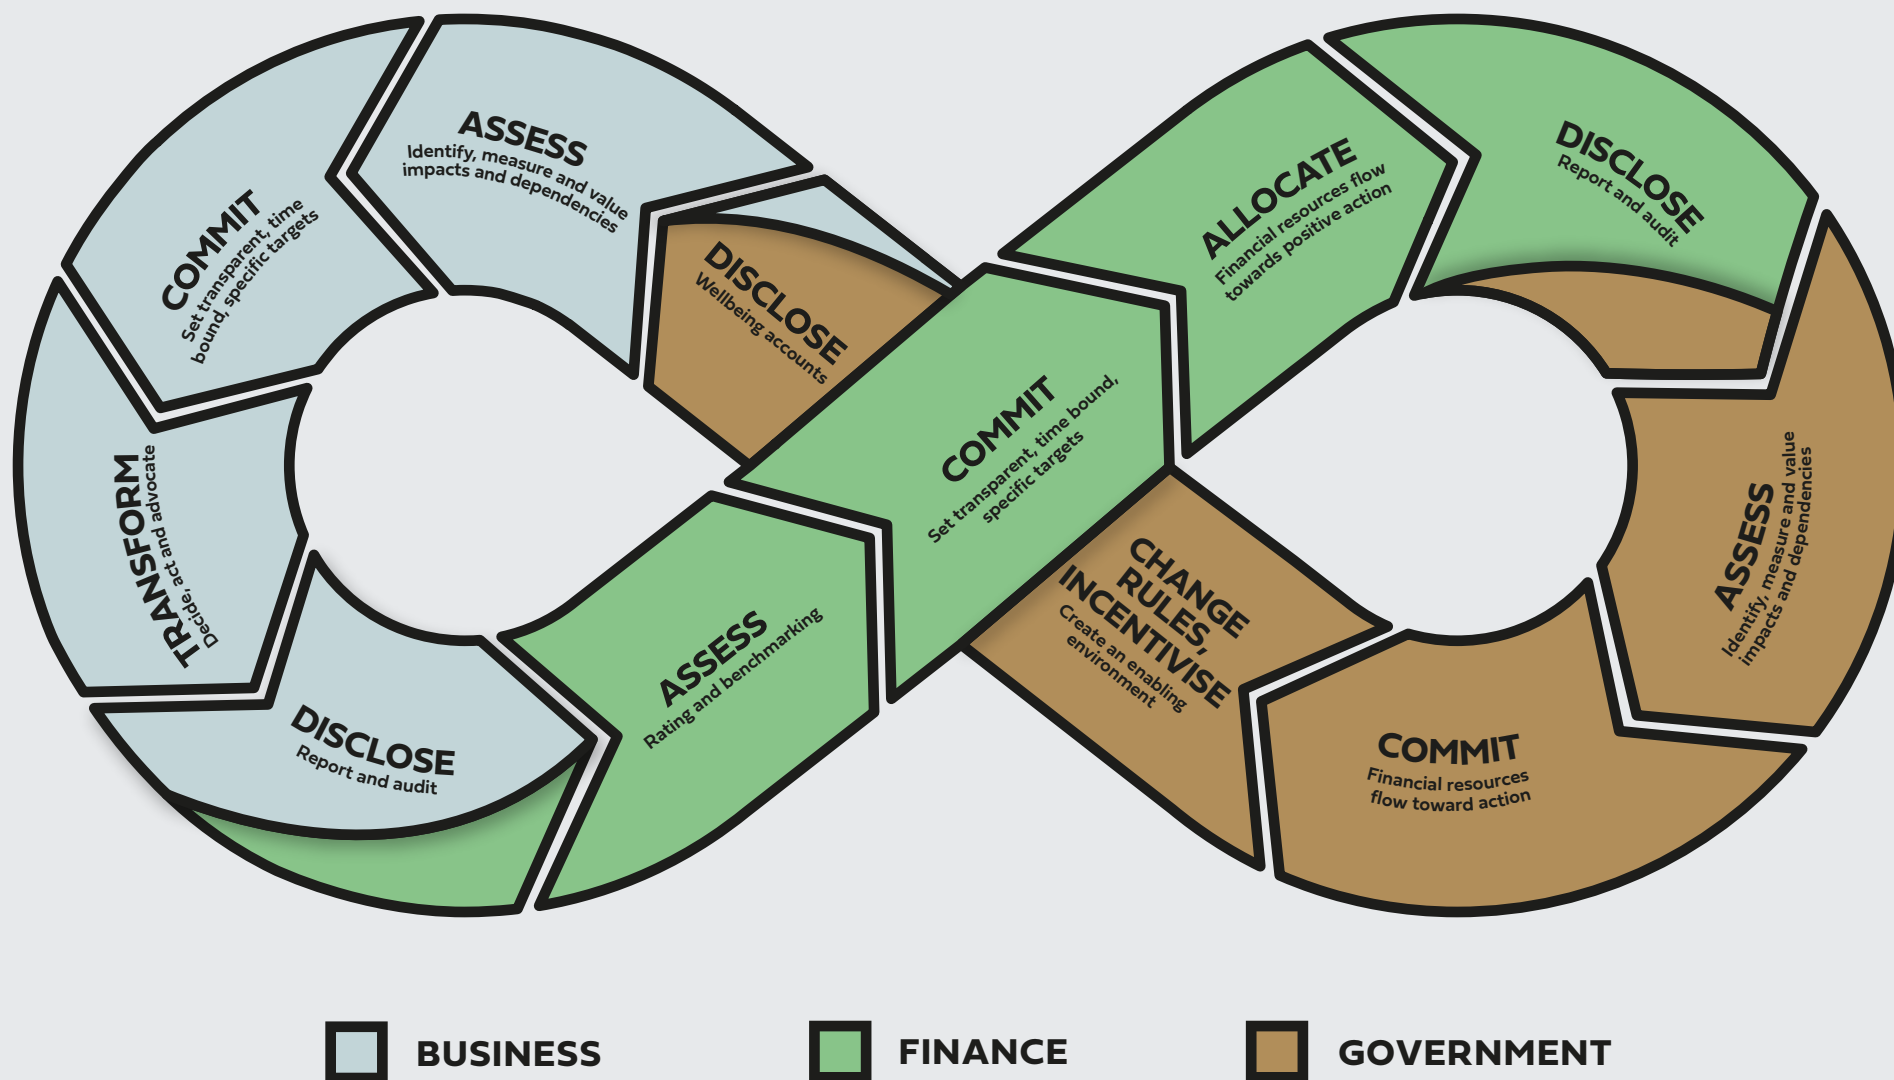 ASSESS
Identify, measure and value
impacts and dependencies
COMMIT
Set transparent, time
bound, specific targets
TRANSFORM
Decide, act and advocate
DISCLOSE
Report and audit
ASSESS
Rating and benchmarking
COMMIT
Set transparent, time bound,
specific targets
ALLOCATE
Financial resources flow
towards positive action
DISCLOSE
Report and audit
ASSESS
Identify, measure and value
impacts and dependencies
COMMIT
Financial resources
flow toward action
CHANGE
RULES,
INCENTIVISE
Create an enabling
environment
DISCLOSE
Wellbeing accounts
BUSINESS
FINANCE
GOVERNMENT